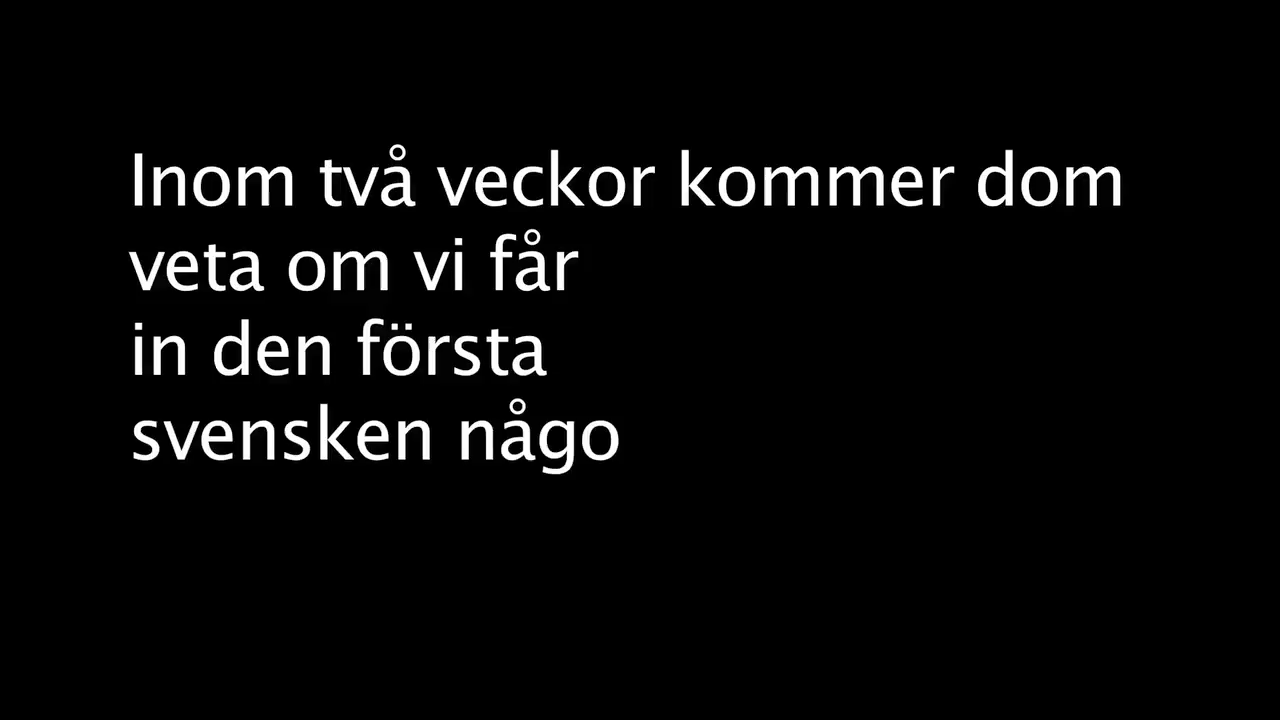 Inom två veckor kommer dom
veta om vi får
in den första
svensken någo